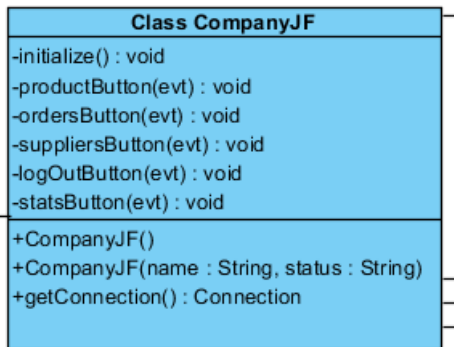 Class CompanyJF
-initialize() : void
-productButton(evt) : void
-ordersButton(evt) : void
-suppliersButton(evt) : void
-logOutButton(evt) : void
-statsButton(evt) : void
+CompanyJF()
+CompanyJF(name : String, status : String)
+getConnection() : Connection